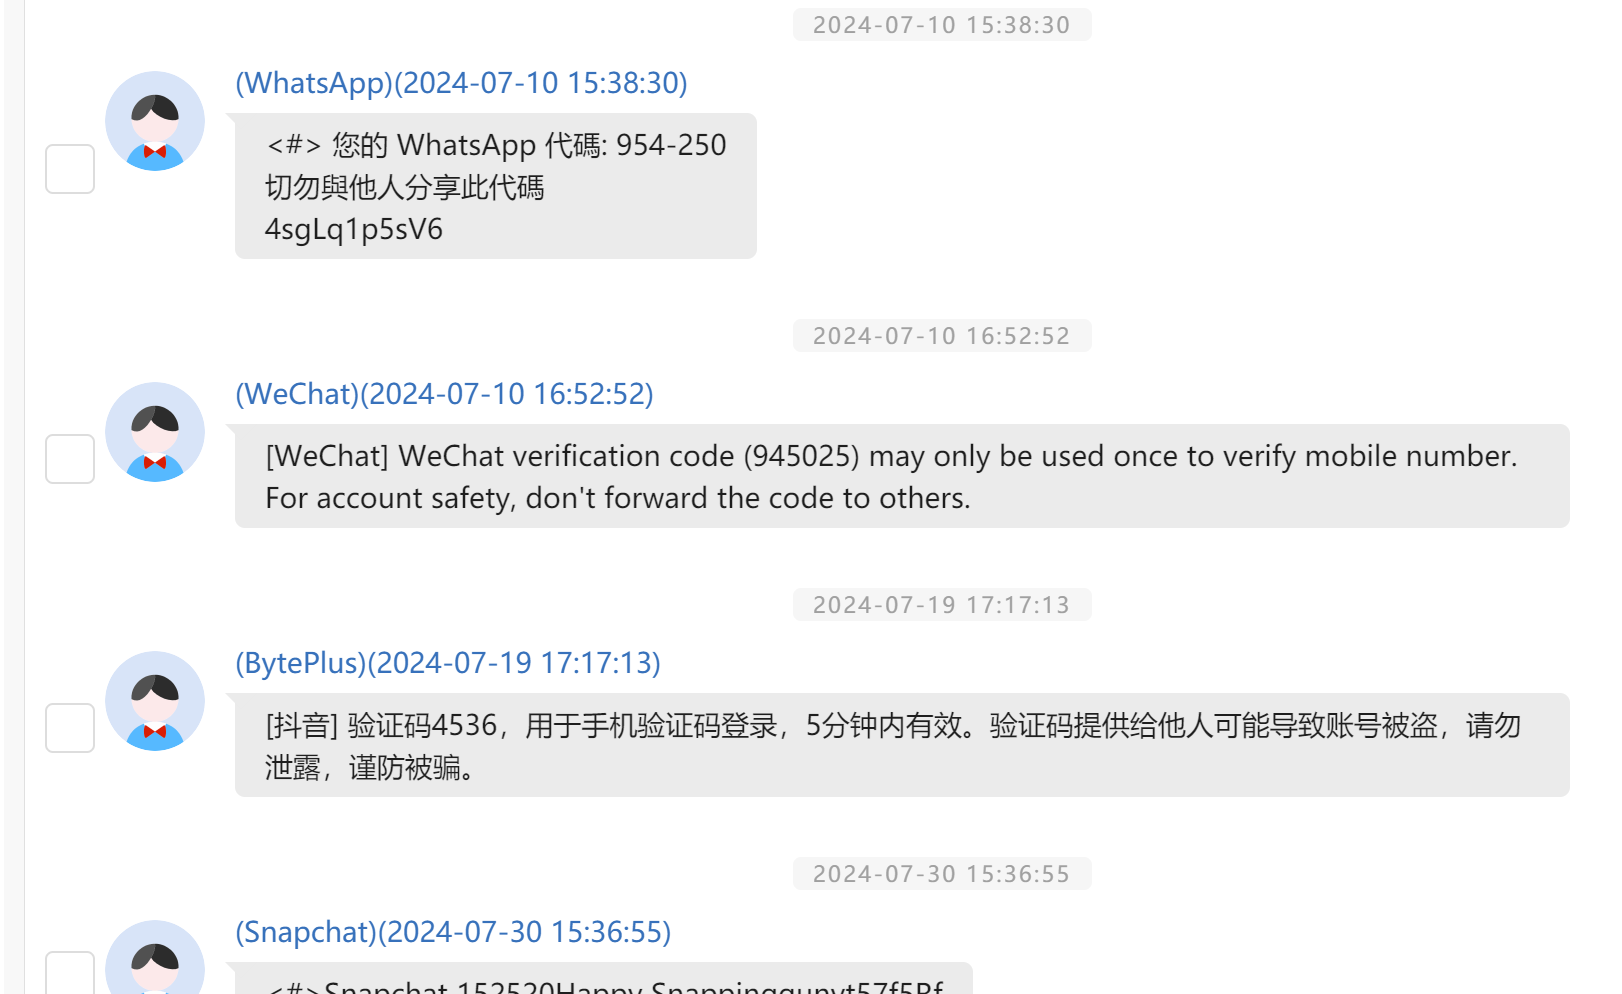 2024-07-10 15:38:30
(WhatsApp)(2024-07-10 15:38:30)
<#> 您的 WhatsApp 代碼: 954-250
切勿與他人分享此代碼
4sgLq1p5sV6
2024-07-10 16:52:52
(WeChat)(2024-07-10 16:52:52)
[WeChat] WeChat verification code (945025) may only be used once to verify mobile number.
For account safety, don't forward the code to others.
2024-07-19 17:17:13
(BytePlus)(2024-07-19 17:17:13)
[抖音] 验证码4536，用于手机验证码登录，5分钟内有效。验证码提供给他人可能导致账号被盗，请勿
泄露，谨防被骗。
2024-07-30 15:36:55
(Snapchat)(2024-07-30 15:36:55)
<#>Snapchat 152520Happy